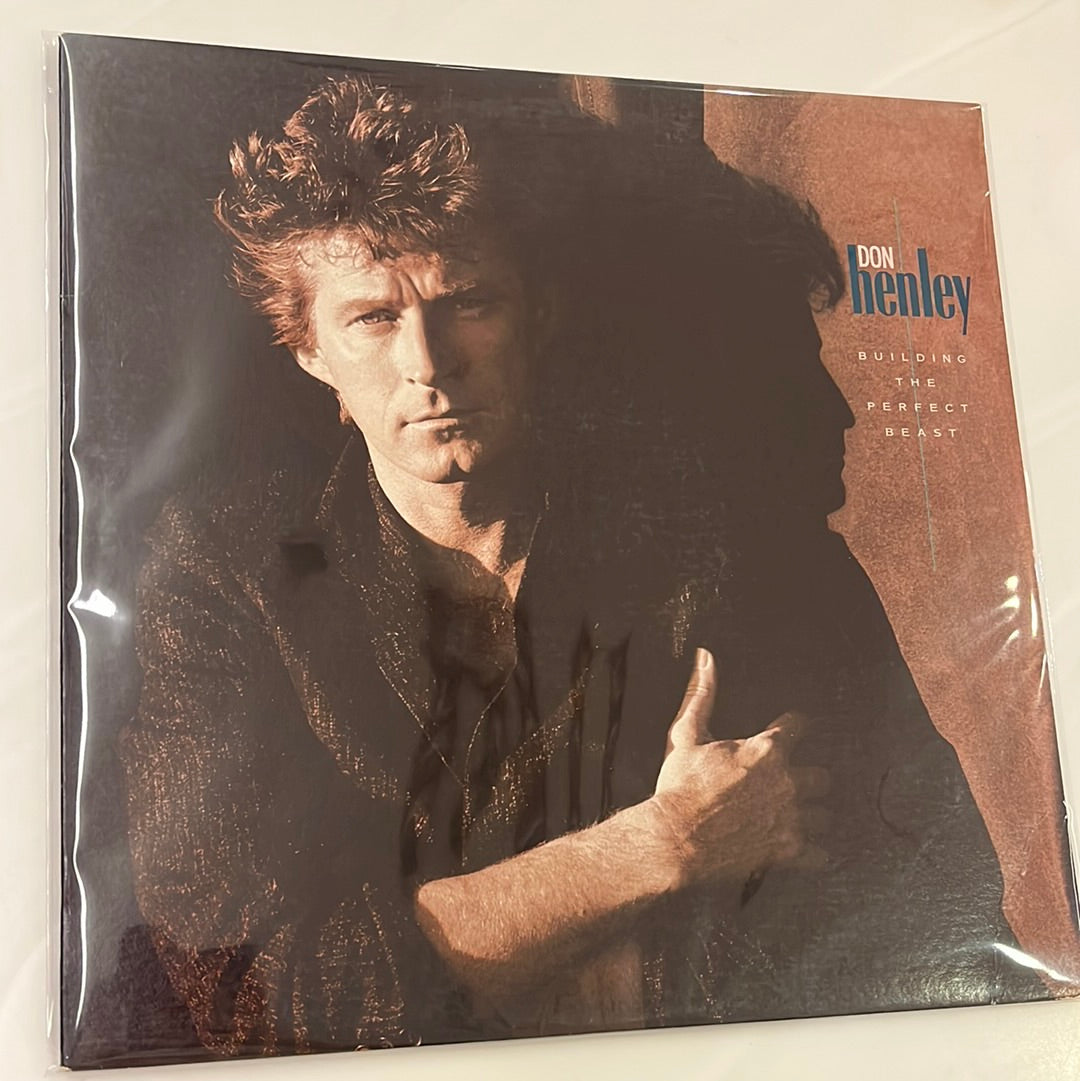 DON
henley
BUILDING
THE
PERFECT
BEAST